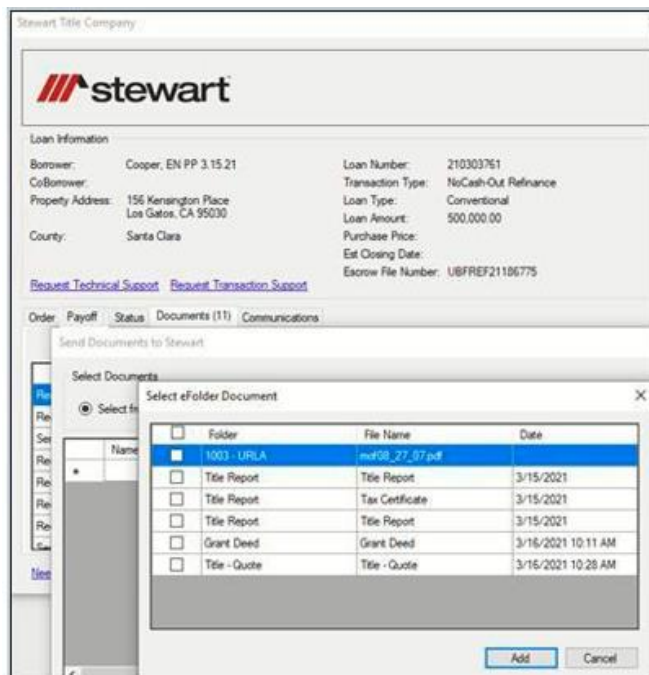 Stewart Title Company
stewart
Loan Information
Borrower: Cooper, EN PP 3.15.21
CoBorrower:
Property Address: 156 Kensington Place
Los Gatos, CA 95030
County: Santa Clara
Loan Number: 210303761
Transaction Type: NoCash-Out Refinance
Loan Type: Conventional
Loan Amount: 500,000.00
Purchase Price:
Est Closing Date:
Escrow File Number: UBFREF21186775
Request Technical Support Request Transaction Support
Order Payoff Status Documents (11) Communications
Send Documents to Stewart
Select Documents
Select
Name
Select eFolder Document
Folder File Name Date
1003 - URLA mdf08_27_07.pdf
Title Report Title Report 3/15/2021
Title Report Tax Certificate 3/15/2021
Title Report Title Report 3/15/2021
Grant Deed Grant Deed 3/16/2021 10:11 AM
Title - Quote Title - Quote 3/16/2021 10:28 AM
Add Cancel